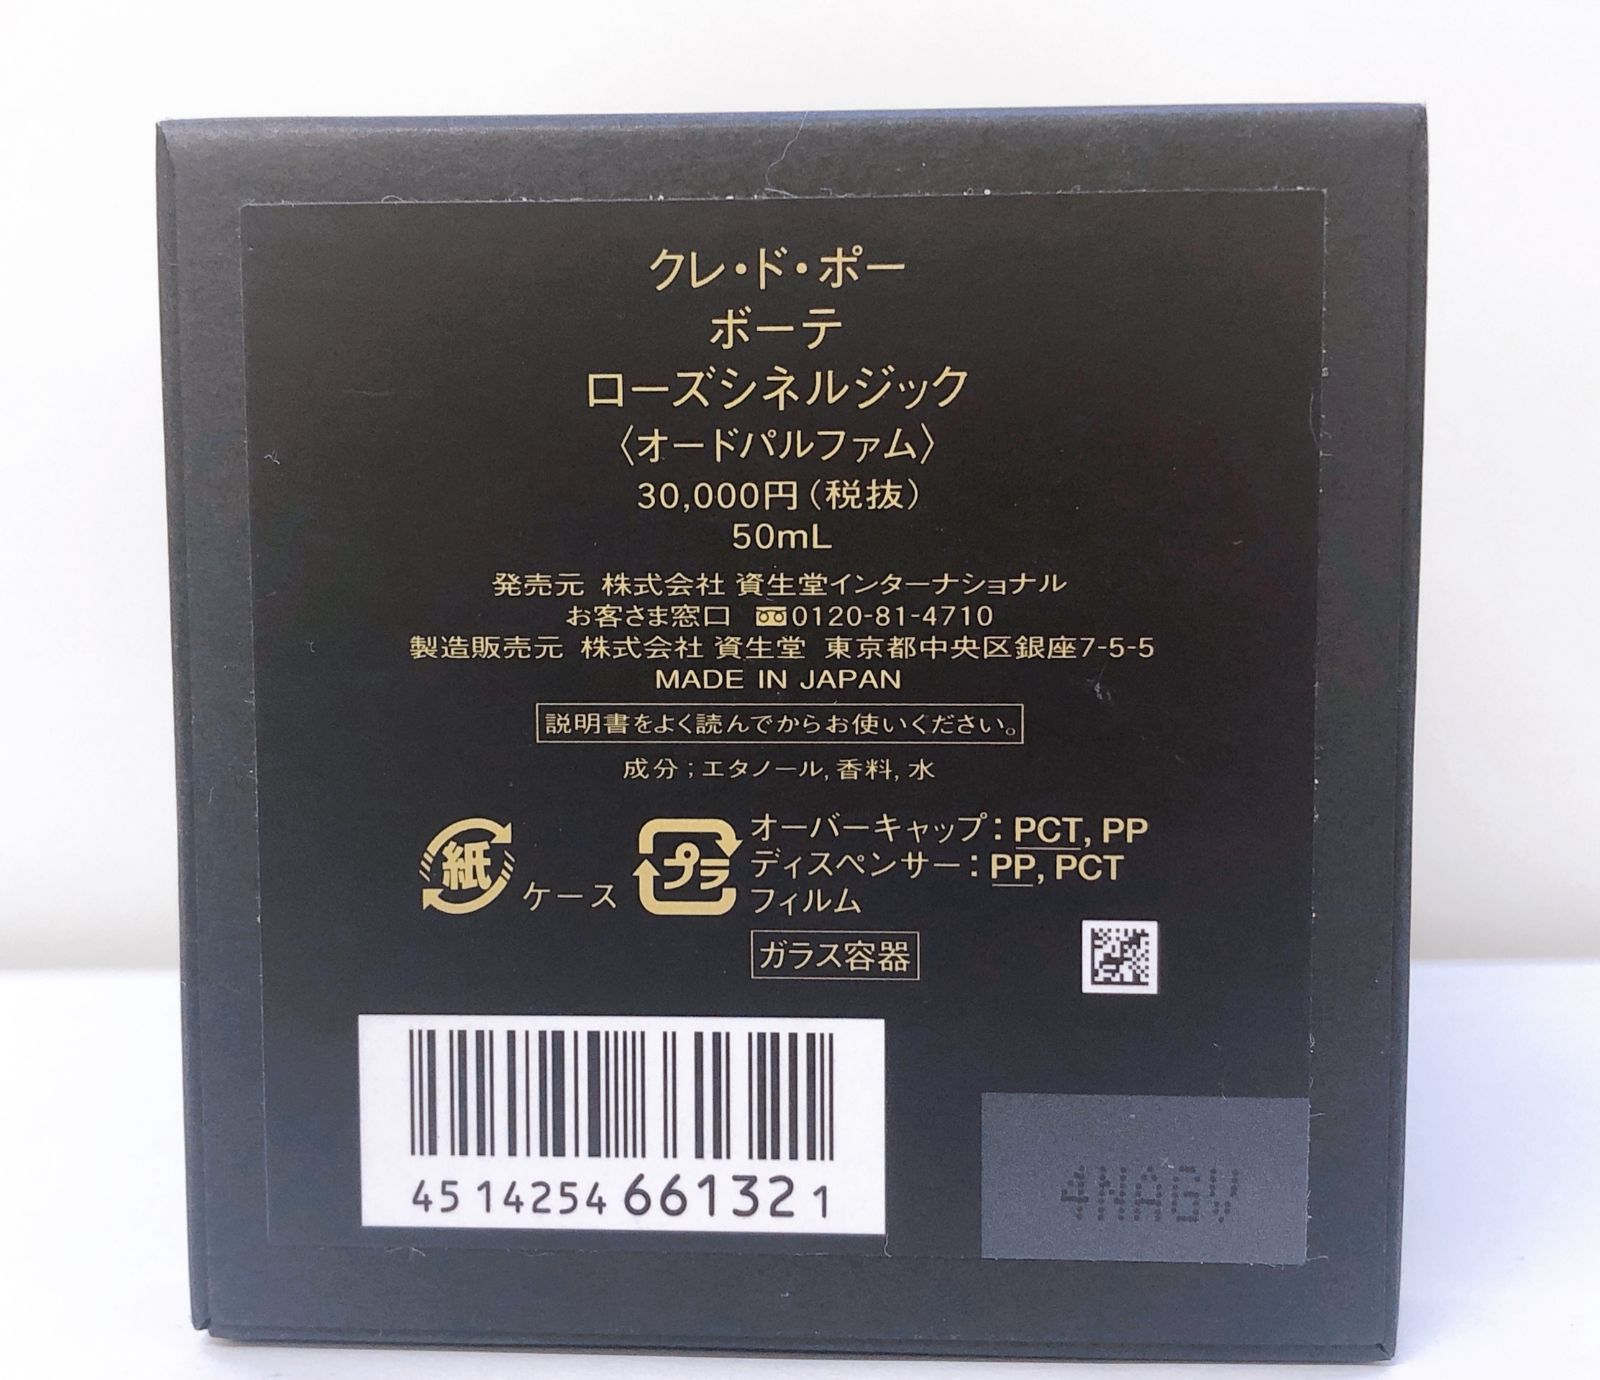 クレ・ド・ポー
ボーテ
ローズシネルジック
〈オードパルファム〉
30,000円(税抜)
50mL
発売元 株式会社 資生堂インターナショナル
お客さま窓口 0120-81-4710
製造販売元 株式会社 資生堂 東京都中央区銀座7-5-5
MADE IN JAPAN
説明書をよく読んでからお使いください。
成分;エタノール,香料,水
紙 ケース
プラ オーバーキャップ:PCT, PP
ディスペンサー:PP, PCT
フィルム
ガラス容器
4514254661321
4NAGV